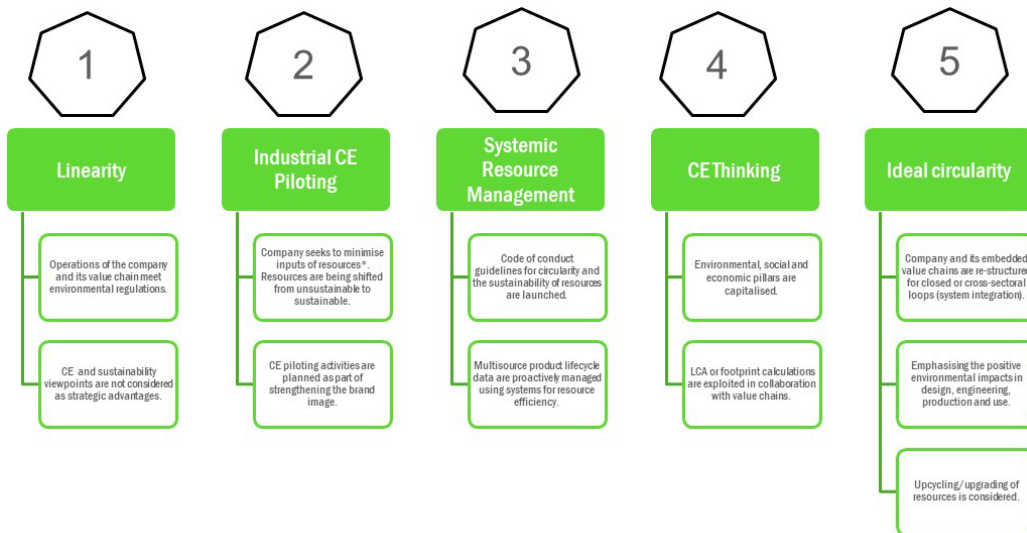 1
Linearity
Operations of the company
and its value chain meet
environmental regulations.
CE and sustainability
viewpoints are not considered
as strategic advantages.
2
Industrial CE
Piloting
Company seeks to minimise
inputs of resources*.
Resources are being shifted
from unsustainable to
sustainable.
CE piloting activities are
planned as part of
strengthening the brand
image.
3
Systemic
Resource
Management
Code of conduct
guidelines for circularity and
the sustainability of resources
are launched.
Multisource product lifecycle
data are proactively managed
using systems for resource
efficiency.
4
CE Thinking
Environmental, social and
economic pillars are
capitalised.
LCA or footprint calculations
are exploited in collaboration
with value chains.
5
Ideal circularity
Company and its embedded
value chains are re-structured
for closed or cross-sectoral
loops (system integration).
Emphasising the positive
environmental impacts in
design, engineering,
production and use.
Upcycling/upgrading of
resources is considered.